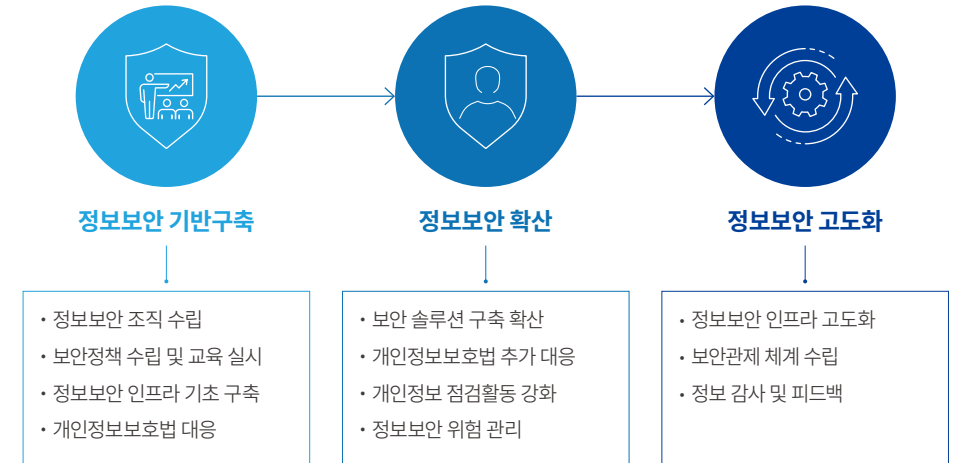 정보보안 기반구축
• 정보보안 조직 수립
• 보안정책 수립 및 교육 실시
• 정보보안 인프라 기초 구축
• 개인정보보호법 대응
정보보안 확산
• 보안 솔루션 구축 확산
• 개인정보보호법 추가 대응
• 개인정보 점검활동 강화
• 정보보안 위험 관리
정보보안 고도화
• 정보보안 인프라 고도화
• 보안관제 체계 수립
• 정보 감사 및 피드백